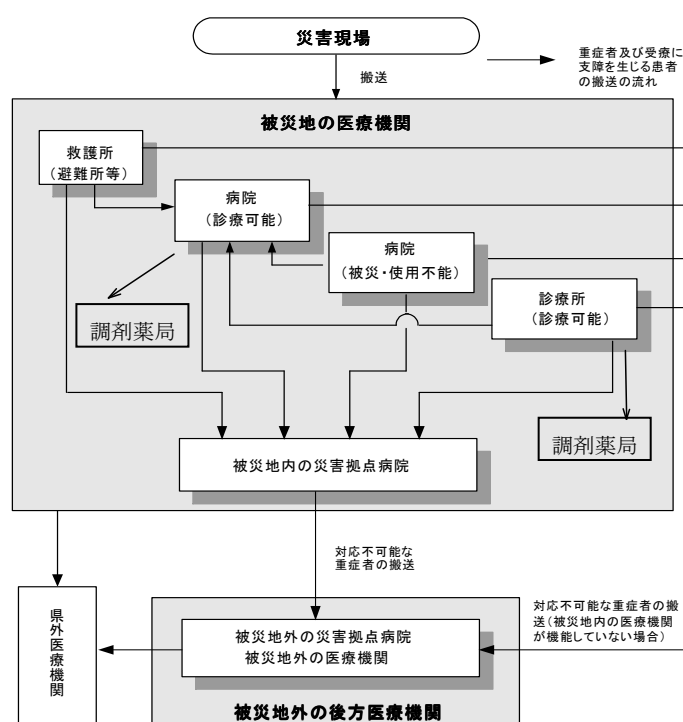 災害現場
搬送
重症者及び受療に
支障を生じる患者
の搬送の流れ
被災地の医療機関
救護所
(避難所等)
病院
(診療可能)
病院
(被災・使用不能)
診療所
(診療可能)
調剤薬局
調剤薬局
被災地内の災害拠点病院
対応不可能な
重症者の搬送
県外医療機関
被災地外の災害拠点病院
被災地外の医療機関
対応不可能な重症者の搬
送(被災地内の医療機関
が機能していない場合)
被災地外の後方医療機関